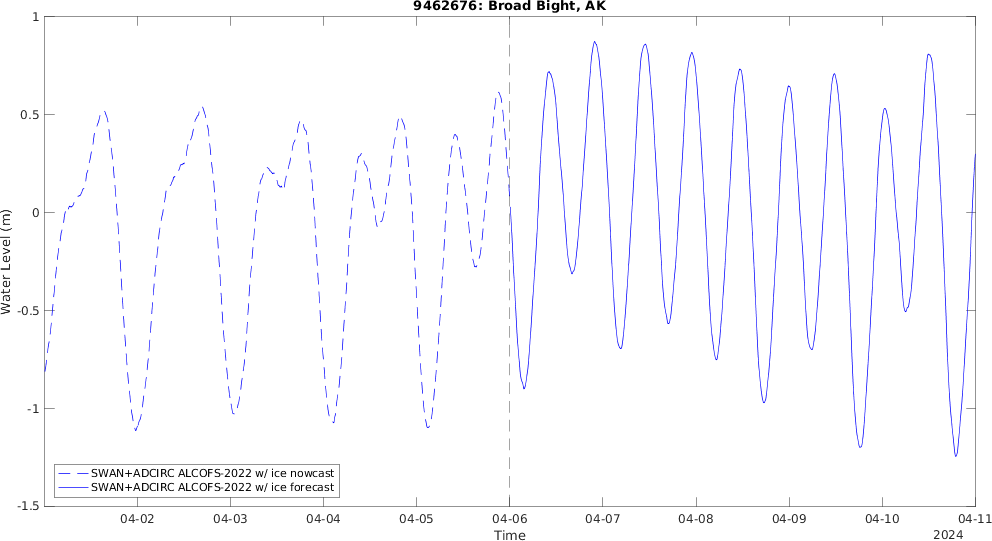 9462676: Broad Bight, AK
1
0.5
0
-0.5
-1
-1.5
Water Level (m)
SWAN+ADCIRC ALCOFS-2022 w/ ice nowcast
SWAN+ADCIRC ALCOFS-2022 w/ ice forecast
04-02 04-03 04-04 04-05 04-06 04-07 04-08 04-09 04-10 04-11
Time
2024